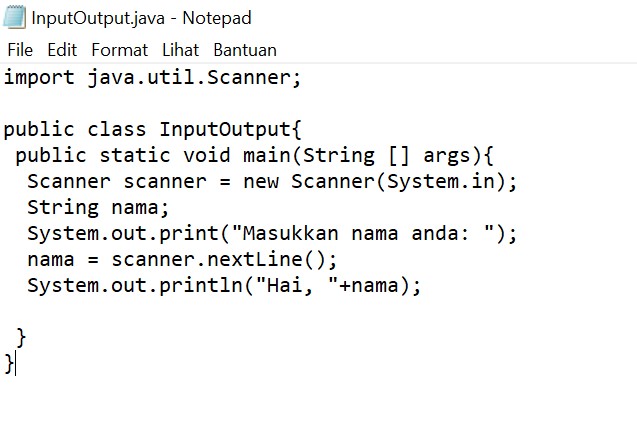 InputOutput.java - Notepad
File Edit Format Lihat Bantuan
import java.util.Scanner;
public class InputOutput{
 public static void main(String [] args){
  Scanner scanner = new Scanner(System.in);
  String nama;
  System.out.print("Masukkan nama anda: ");
  nama = scanner.nextLine();
  System.out.println("Hai, "+nama);
 }
}